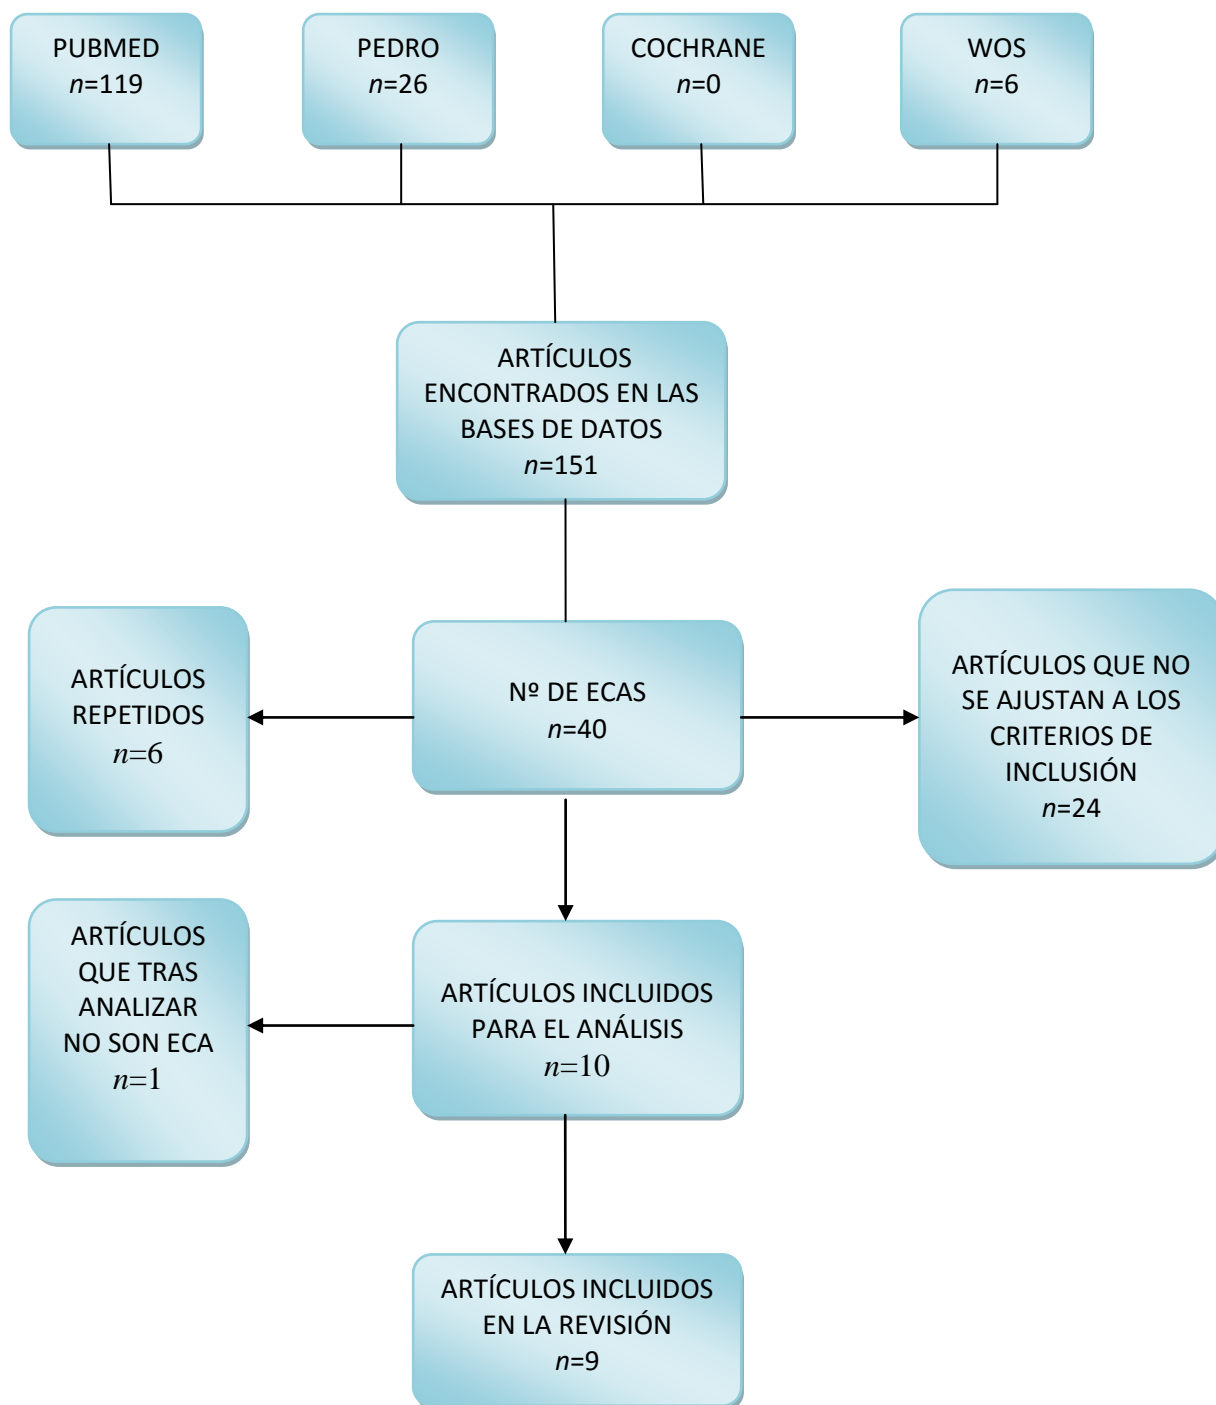 PUBMED
n=119
PEDRO
n=26
COCHRANE
n=0
WOS
n=6
ARTÍCULOS
ENCONTRADOS EN LAS
BASES DE DATOS
n=151
ARTÍCULOS
REPETIDOS
n=6
Nº DE ECAS
n=40
ARTÍCULOS QUE NO
SE AJUSTAN A LOS
CRITERIOS DE
INCLUSIÓN
n=24
ARTÍCULOS
QUE TRAS
ANALIZAR
NO SON ECA
n=1
ARTÍCULOS INCLUIDOS
PARA EL ANÁLISIS
n=10
ARTÍCULOS INCLUIDOS
EN LA REVISIÓN
n=9